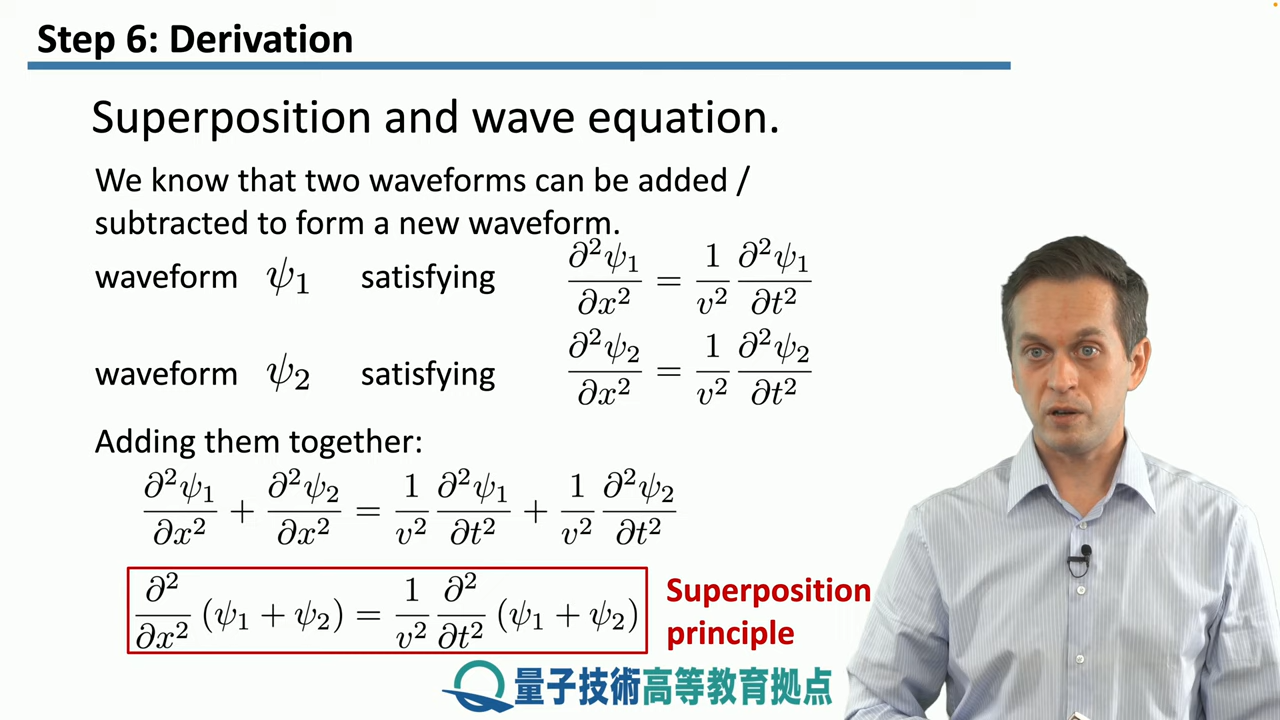 Step 6: Derivation
Superposition and wave equation.
We know that two waveforms can be added /
subtracted to form a new waveform.
waveform ψ₁ satisfying ∂²ψ₁/∂x² = 1/v² ∂²ψ₁/∂t²
waveform ψ₂ satisfying ∂²ψ₂/∂x² = 1/v² ∂²ψ₂/∂t²
Adding them together:
∂²ψ₁/∂x² + ∂²ψ₂/∂x² = 1/v² ∂²ψ₁/∂t² + 1/v² ∂²ψ₂/∂t²
∂²/∂x² (ψ₁ + ψ₂) = 1/v² ∂²/∂t² (ψ₁ + ψ₂)
Superposition
principle
量子技術高等教育拠点